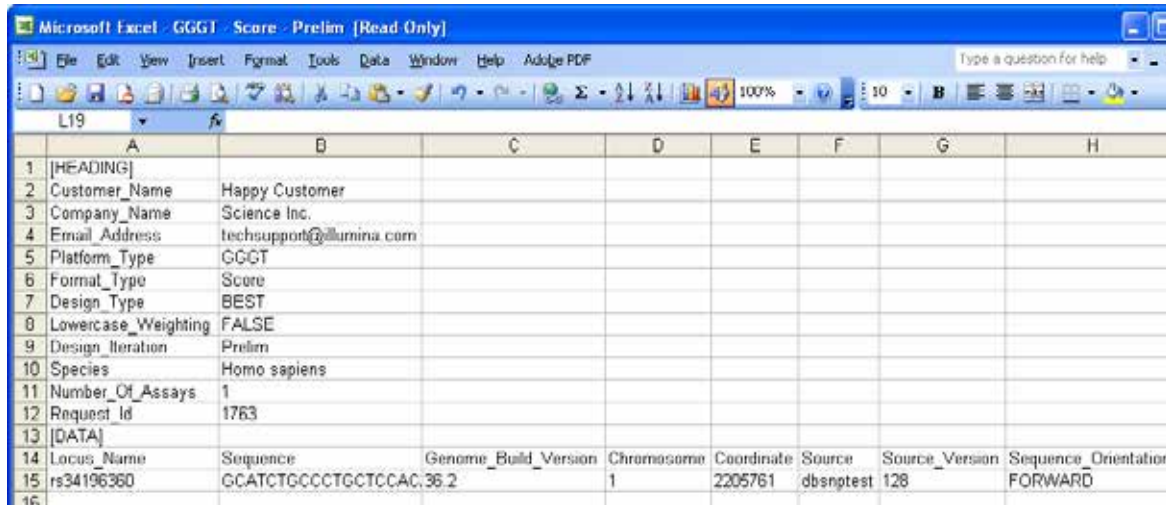 Microsoft Excel - GGGT - Score - Prelim [Read-Only]
File Edit View Insert Format Tools Data Window Help Adobe PDF Type a question for help
100% 10 B
L19 fx
A B C D E F G H
1 [HEADING]
2 Customer_Name Happy Customer
3 Company_Name Science Inc.
4 Email_Address techsupport@illumina.com
5 Platform_Type GGGT
6 Format_Type Score
7 Design_Type BEST
8 Lowercase_Weighting FALSE
9 Design_Iteration Prelim
10 Species Homo sapiens
11 Number_Of_Assays 1
12 Request_Id 1763
13 [DATA]
14 Locus_Name Sequence Genome_Build_Version Chromosome Coordinate Source Source_Version Sequence_Orientation
15 rs34196360 GCATCTGCCCTGCTCCAC 36.2 1 2205761 dbsnptest 128 FORWARD
16